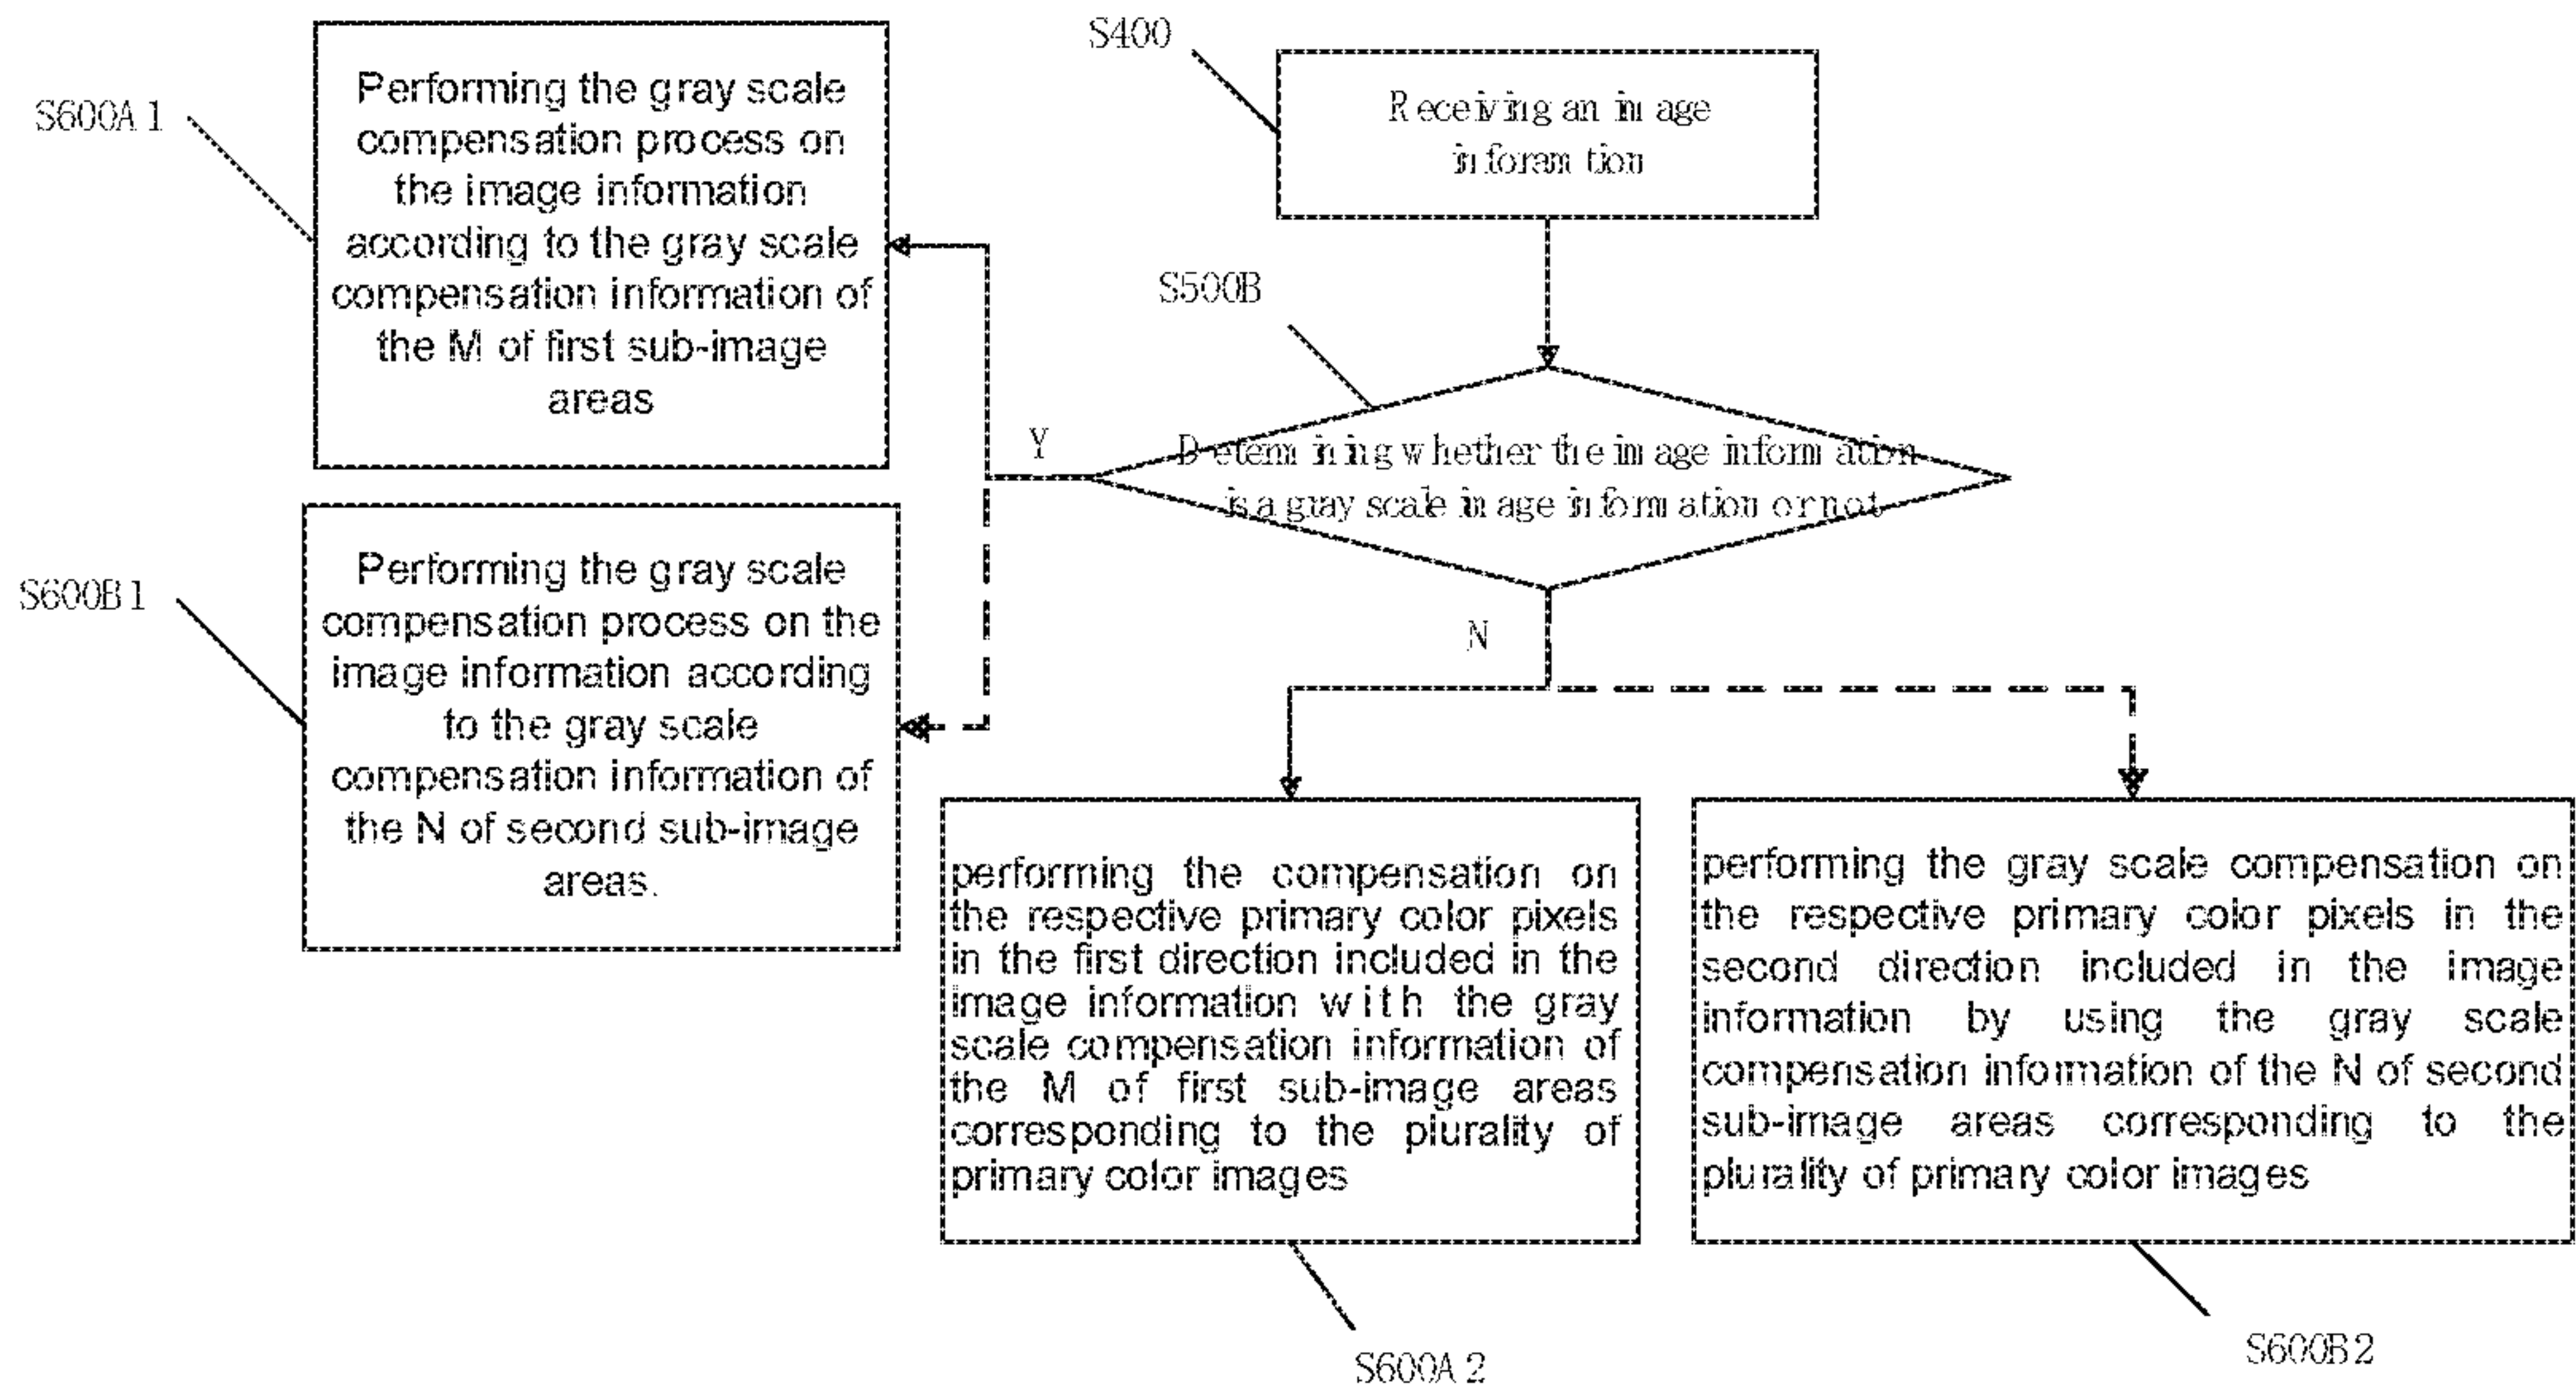 S400
Receiving an image
inforamtion
S600A1
Performing the gray scale
compensation process on
the image information
according to the gray scale
compensation information of
the M of first sub-image
areas
S500B
Determining whether the image information
is a gray scale image information or not
Y
N
S600B1
Performing the gray scale
compensation process on the
image information according
to the gray scale
compensation information of
the N of second sub-image
areas.
performing the compensation on
the respective primary color pixels
in the first direction included in the
image information with the gray
scale compensation information of
the M of first sub-image areas
corresponding to the plurality of
primary color images
S600A2
performing the gray scale compensation on
the respective primary color pixels in the
second direction included in the image
information by using the gray scale
compensation information of the N of second
sub-image areas corresponding to the
plurality of primary color images
S600B2